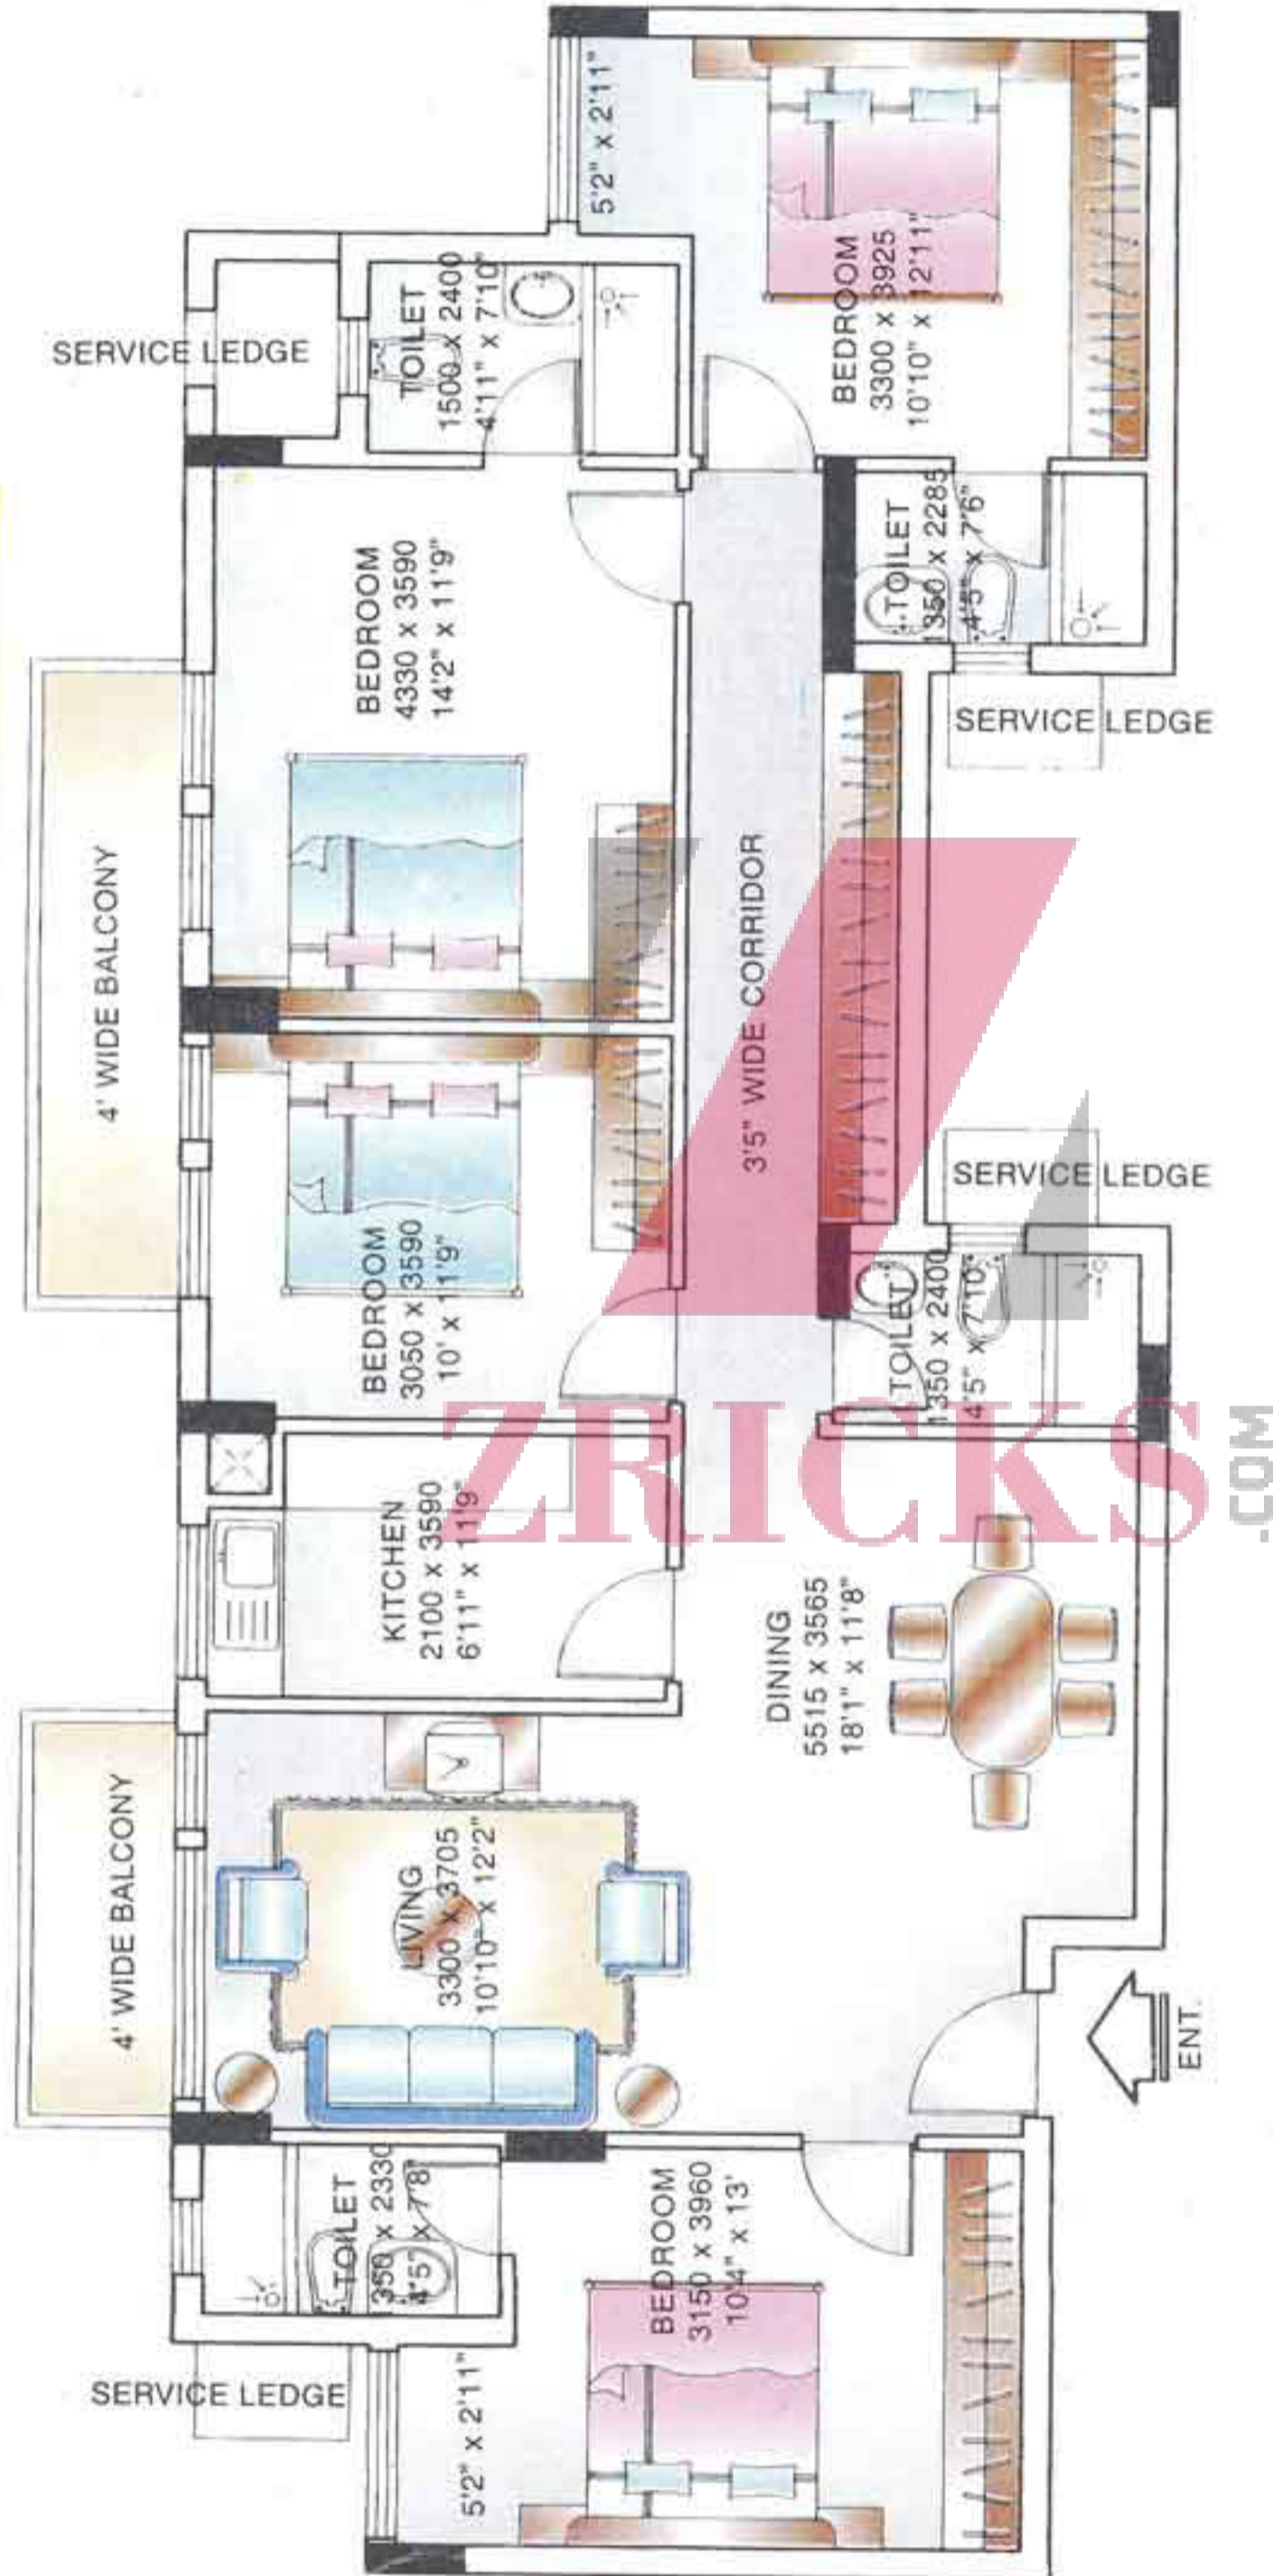 5'2" x 2'11"
BEDROOM
3300 x 3925
10'10" x 12'11"
SERVICE LEDGE
TOILET
1500 x 2400
4'11" x 7'10"
BEDROOM
4330 x 3590
14'2" x 11'9"
TOILET
1350 x 2285
4'5" x 7'6"
SERVICE LEDGE
4' WIDE BALCONY
3'5" WIDE CORRIDOR
BEDROOM
3050 x 3590
10' x 11'9"
SERVICE LEDGE
TOILET
1350 x 2400
4'5" x 7'10"
KITCHEN
2100 x 3590
6'11" x 11'9"
ZRICKS
.COM
DINING
5515 x 3565
18'1" x 11'8"
4' WIDE BALCONY
LIVING
3300 x 3705
10'10" x 12'2"
ENT.
TOILET
1350 x 2330
4'5" x 7'8"
BEDROOM
3150 x 3960
10'4" x 13'
SERVICE LEDGE
5'2" x 2'11"